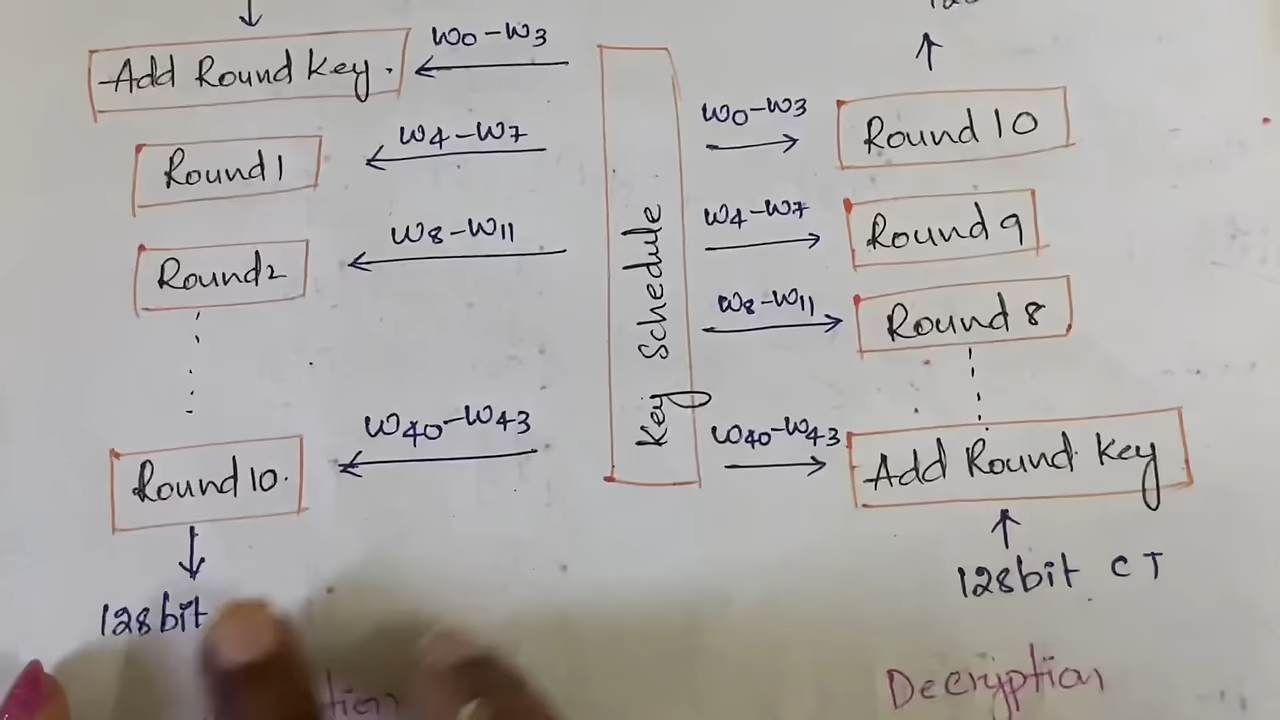 Add Round Key.
W0-W3
Round 1
W4-W7
Round 2
W8-W11
Round 10.
W40-W43
128bit
Key Schedule
W0-W3
Round 10
W4-W7
Round 9
W8-W11
Round 8
W40-W43
Add Round Key
128bit CT
Decryption